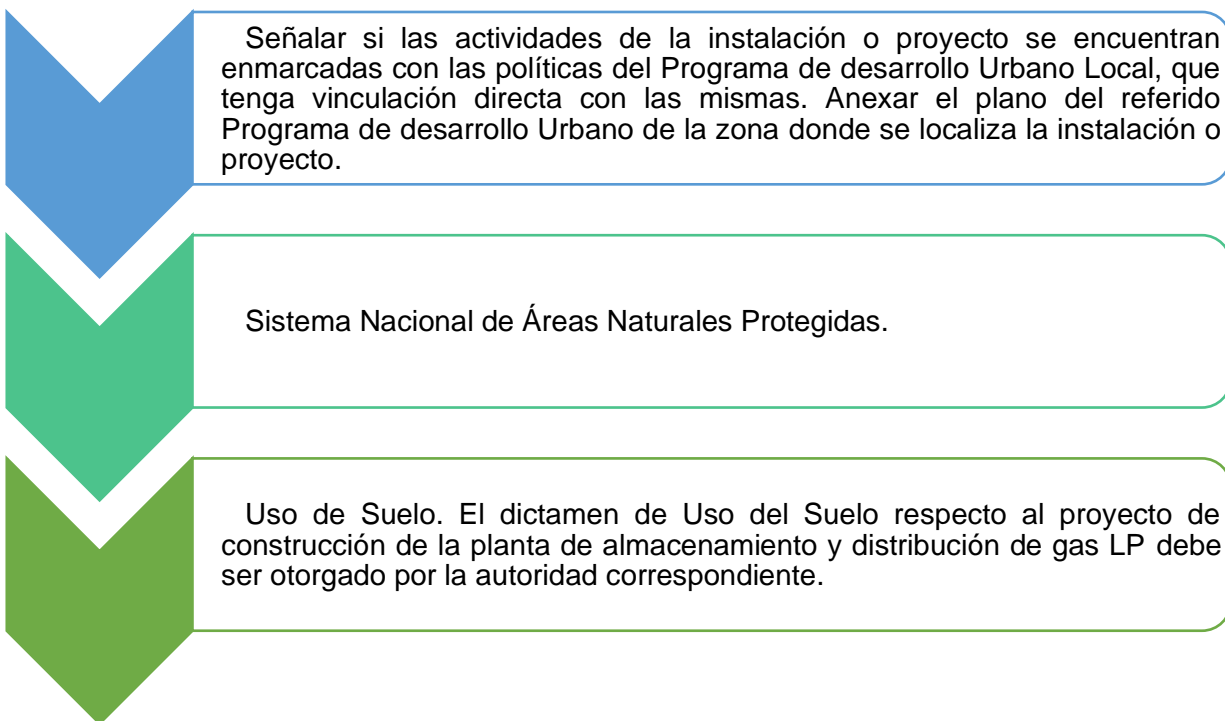 Señalar si las actividades de la instalación o proyecto se encuentran
enmarcadas con las políticas del Programa de desarrollo Urbano Local, que
tenga vinculación directa con las mismas. Anexar el plano del referido
Programa de desarrollo Urbano de la zona donde se localiza la instalación o
proyecto.
Sistema Nacional de Áreas Naturales Protegidas.
Uso de Suelo. El dictamen de Uso del Suelo respecto al proyecto de
construcción de la planta de almacenamiento y distribución de gas LP debe
ser otorgado por la autoridad correspondiente.